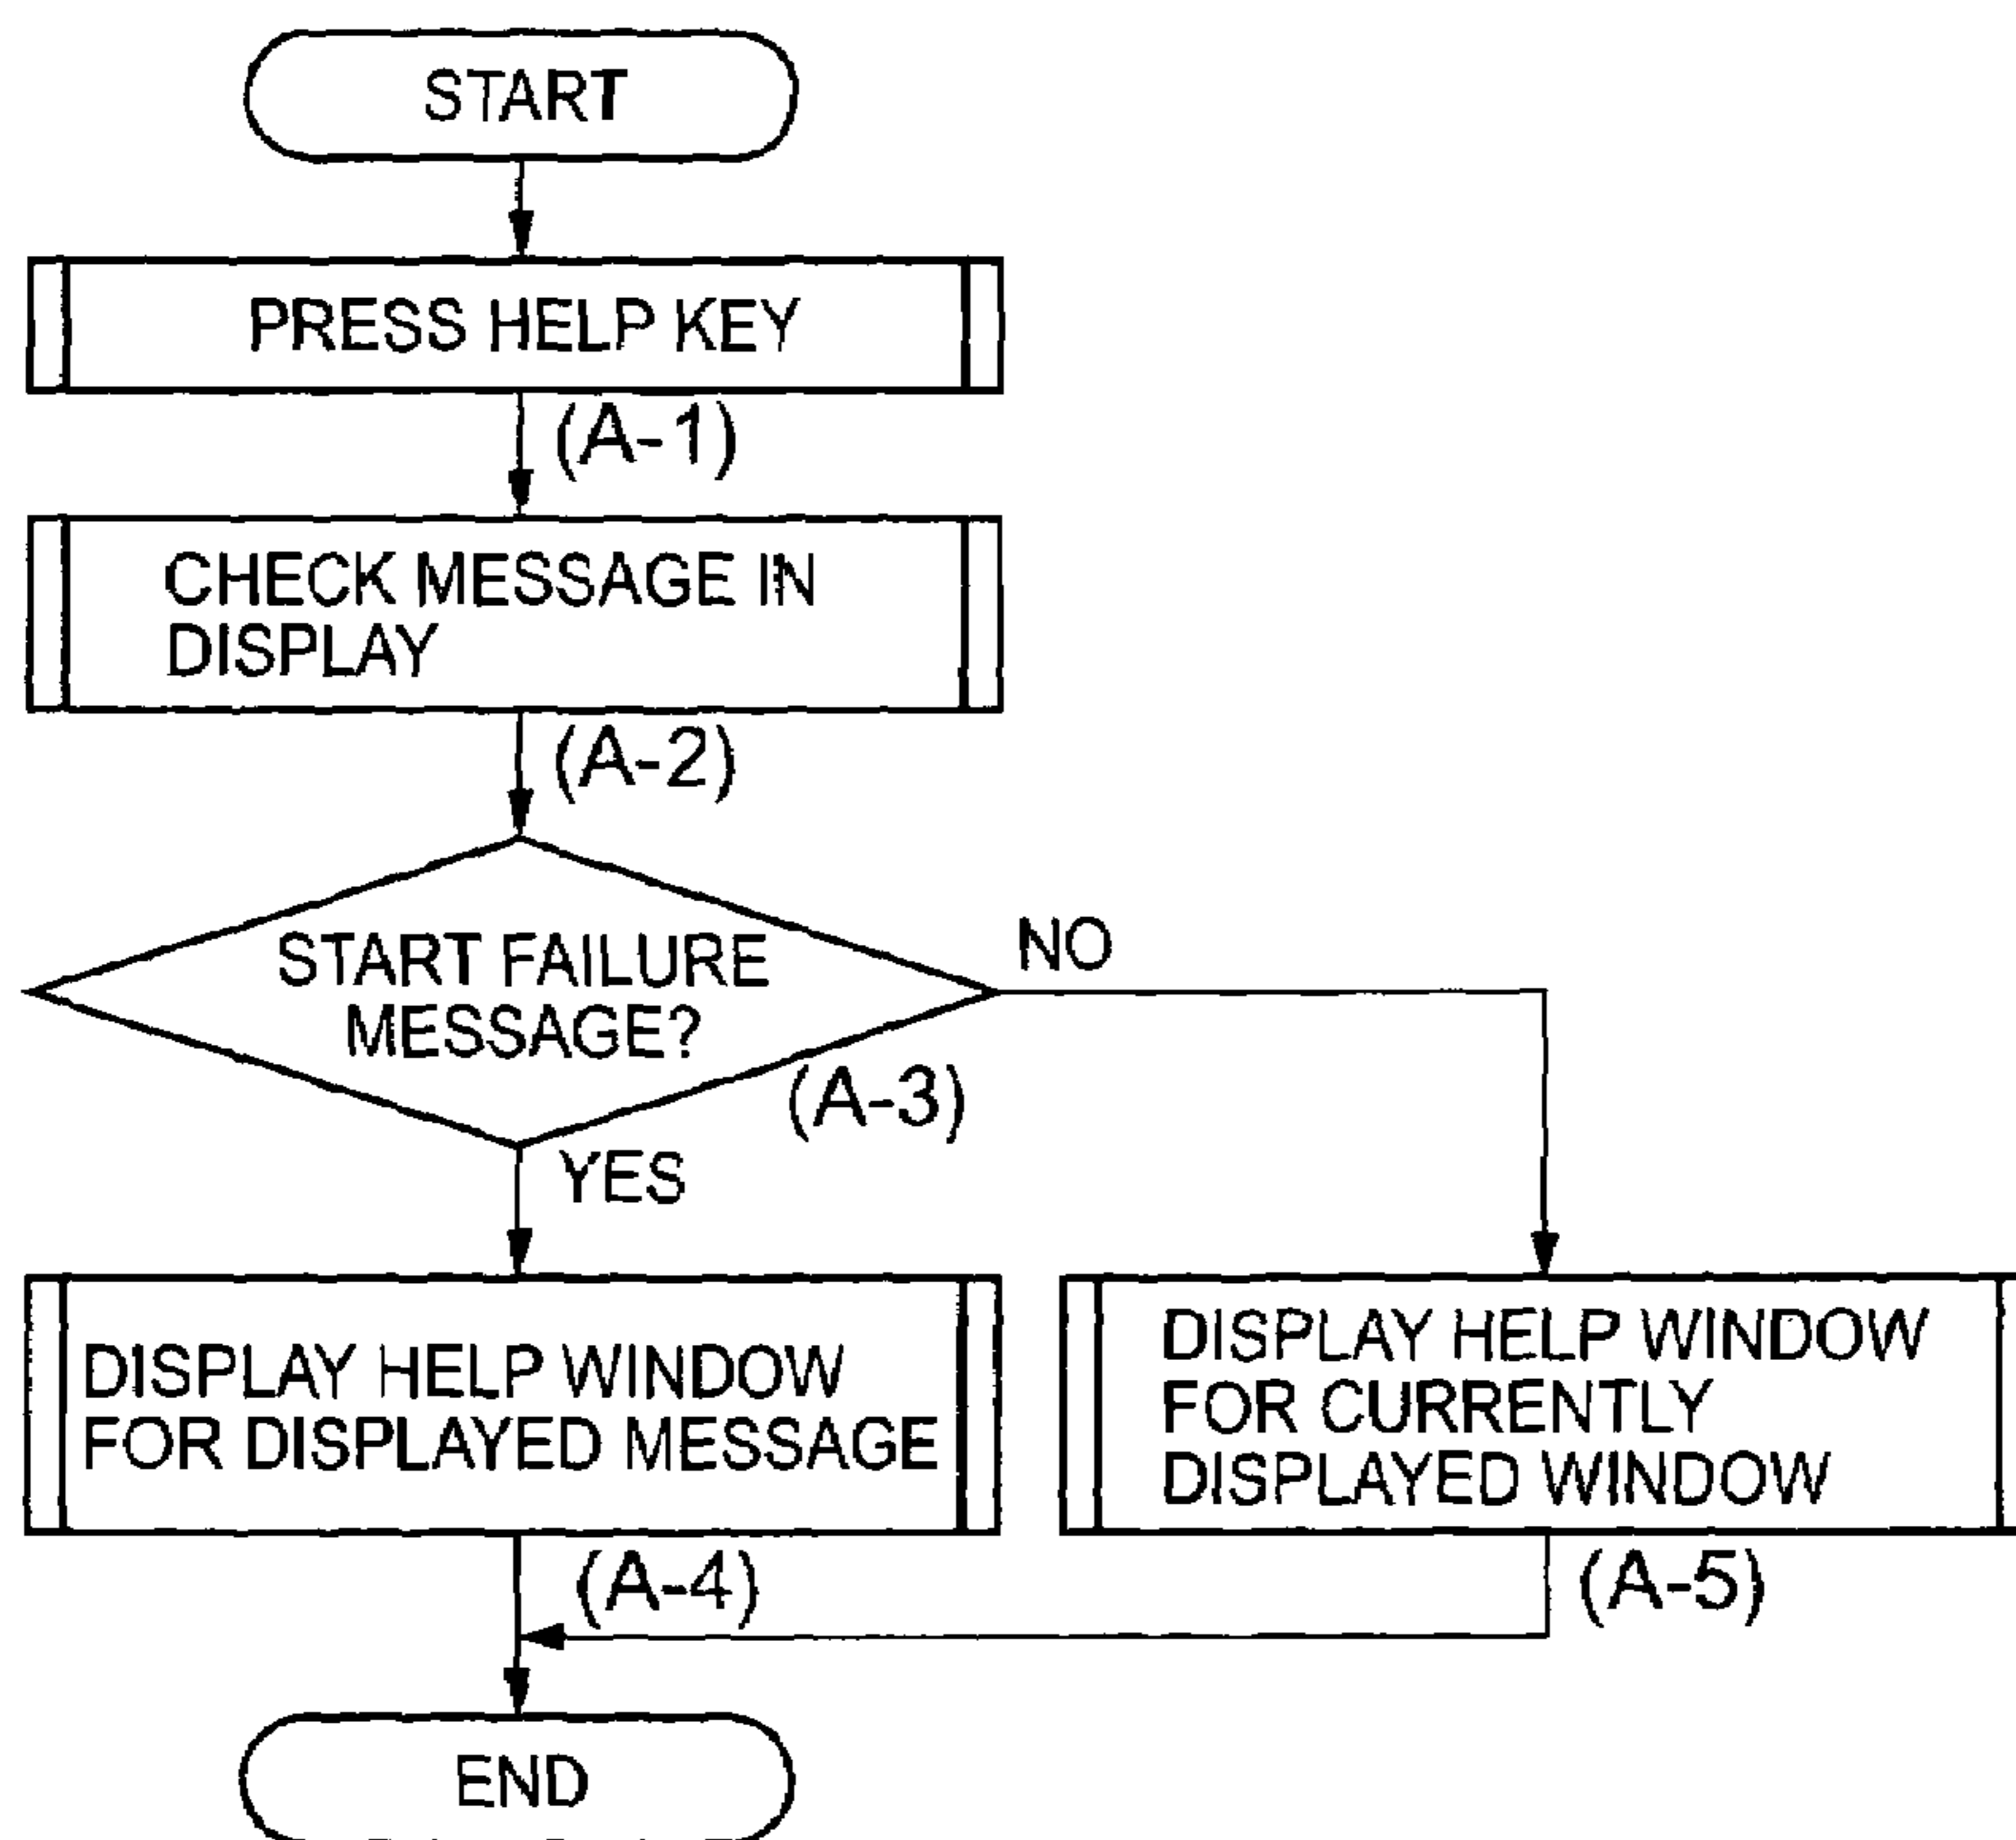 START
PRESS HELP KEY
(A-1)
CHECK MESSAGE IN
DISPLAY
(A-2)
START FAILURE
MESSAGE?
NO
(A-3)
YES
DISPLAY HELP WINDOW
FOR DISPLAYED MESSAGE
(A-4)
DISPLAY HELP WINDOW
FOR CURRENTLY
DISPLAYED WINDOW
(A-5)
END